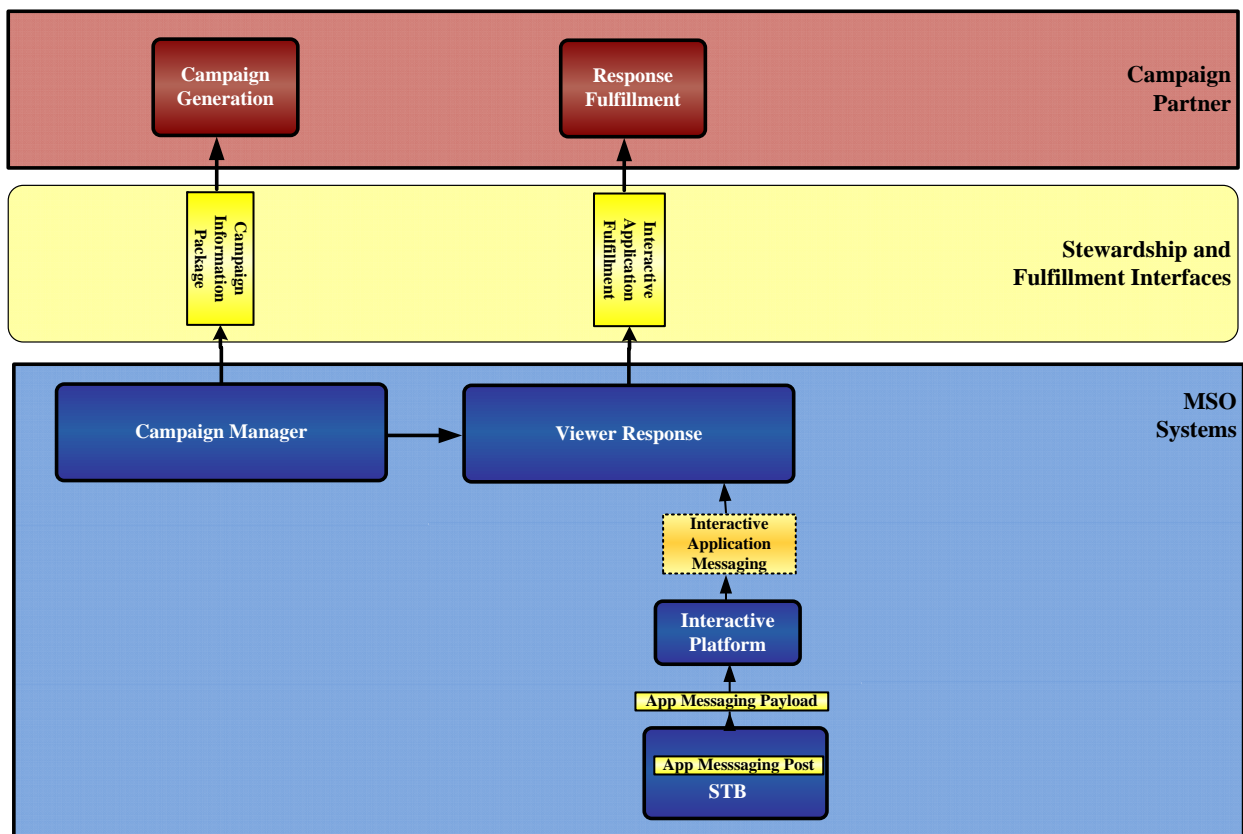 Campaign
Generation
Response
Fulfillment
Campaign
Partner
Campaign
Information
Package
Interactive
Application
Fulfillment
Stewardship and
Fulfillment Interfaces
Campaign Manager
Viewer Response
MSO
Systems
Interactive
Application
Messaging
Interactive
Platform
App Messaging Payload
App Messsaging Post
STB